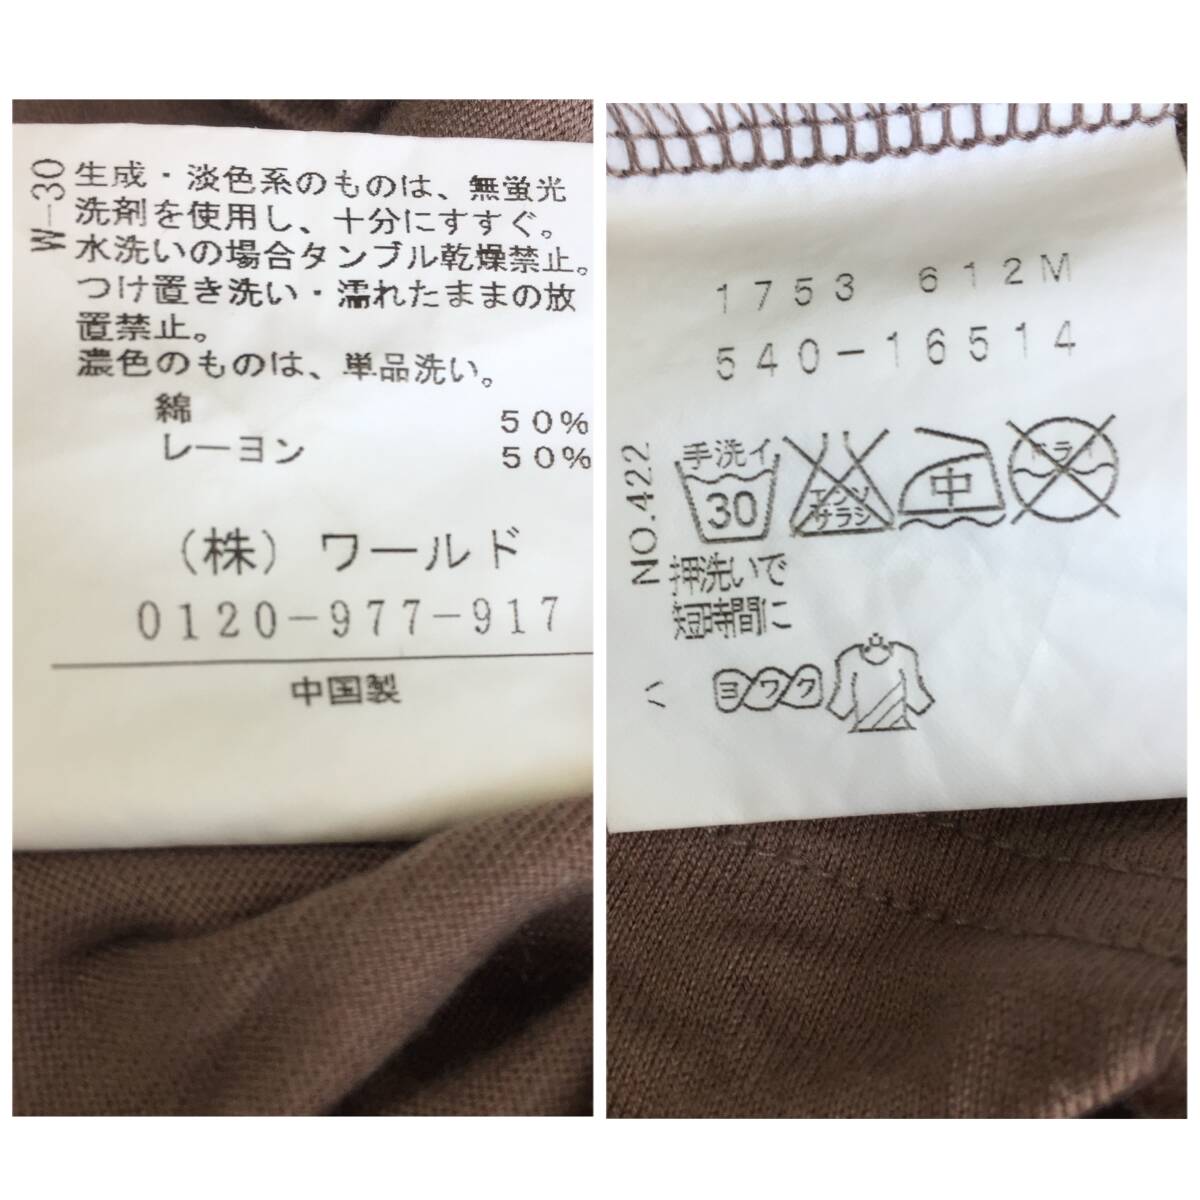 W-30
生成・淡色系のものは、無蛍光
洗剤を使用し、十分にすすぐ。
水洗いの場合タンブル乾燥禁止。
つけ置き洗い・濡れたままの放
置禁止。
濃色のものは、単品洗い。
綿 50%
レーヨン 50%
(株) ワールド
0120-977-917
中国製
1753 612M
540-16514
NO.422
手洗イ
30
エンソ
サラシ
中
ドライ
押洗いで
短時間に
ヨワク
ハ